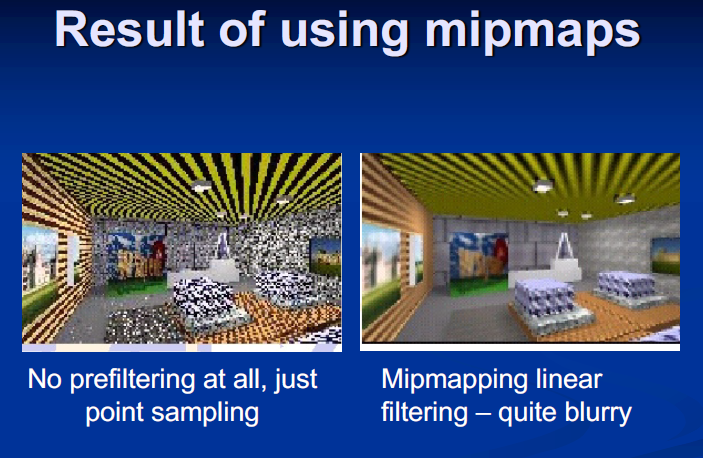 Result of using mipmaps
No prefiltering at all, just
point sampling
Mipmapping linear
filtering – quite blurry